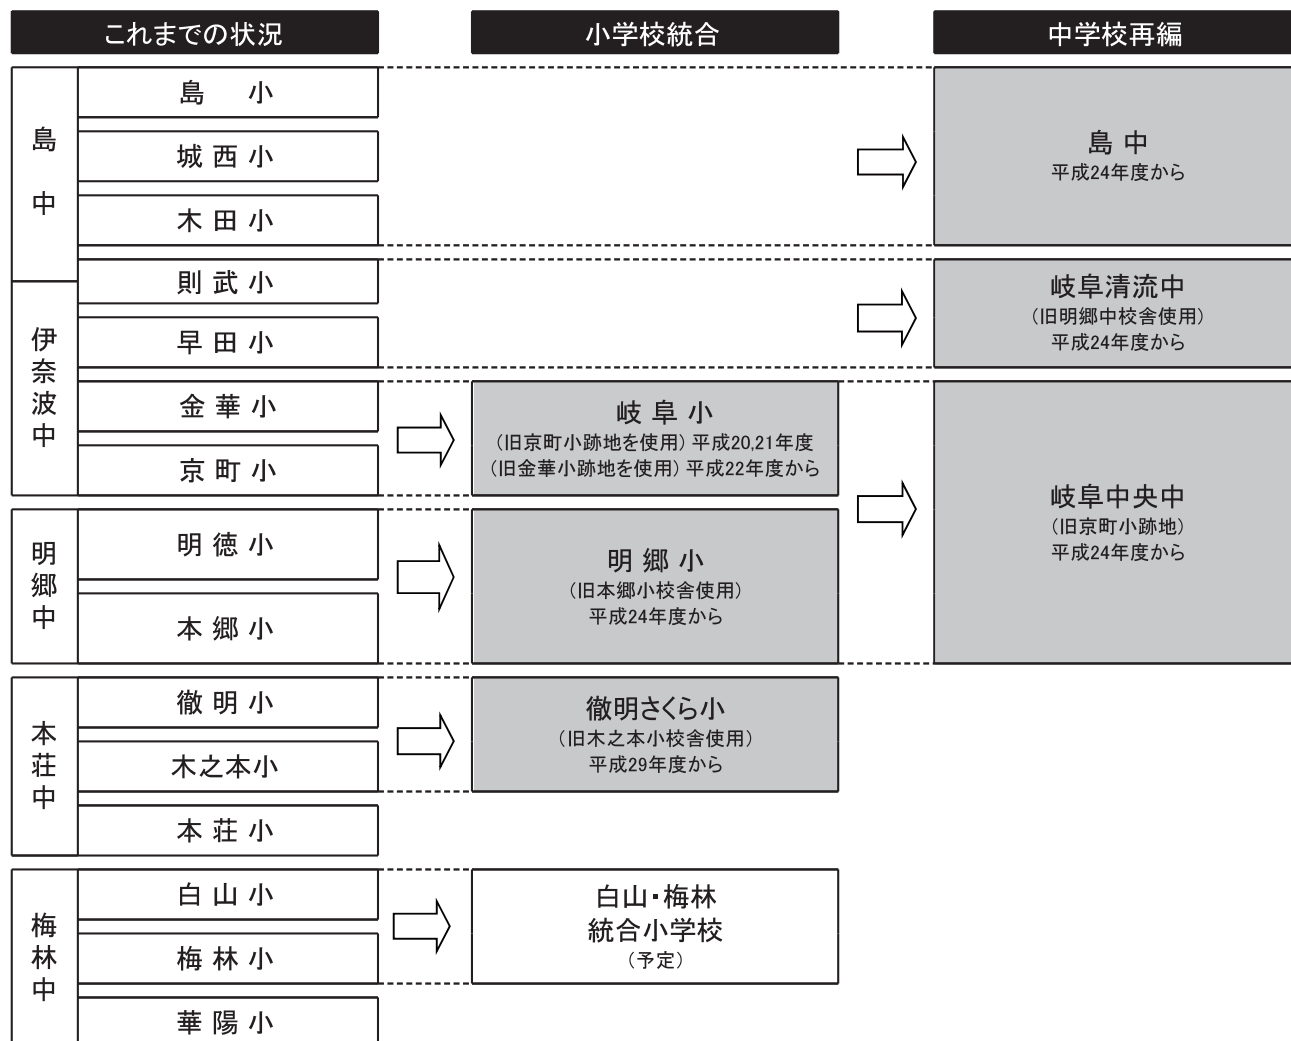 これまでの状況
小学校統合
中学校再編
島中
島 小
城西小
木田小
則武小
伊奈波中
早田小
金華小
京町小
明郷中
明徳小
本郷小
本荘中
徹明小
木之本小
本荘小
梅林中
白山小
梅林小
華陽小
岐阜小
(旧京町小跡地を使用) 平成20,21年度
(旧金華小跡地を使用) 平成22年度から
明郷小
(旧本郷小校舎使用)
平成24年度から
徹明さくら小
(旧木之本小校舎使用)
平成29年度から
白山・梅林
統合小学校
(予定)
島中
平成24年度から
岐阜清流中
(旧明郷中校舎使用)
平成24年度から
岐阜中央中
(旧京町小跡地)
平成24年度から